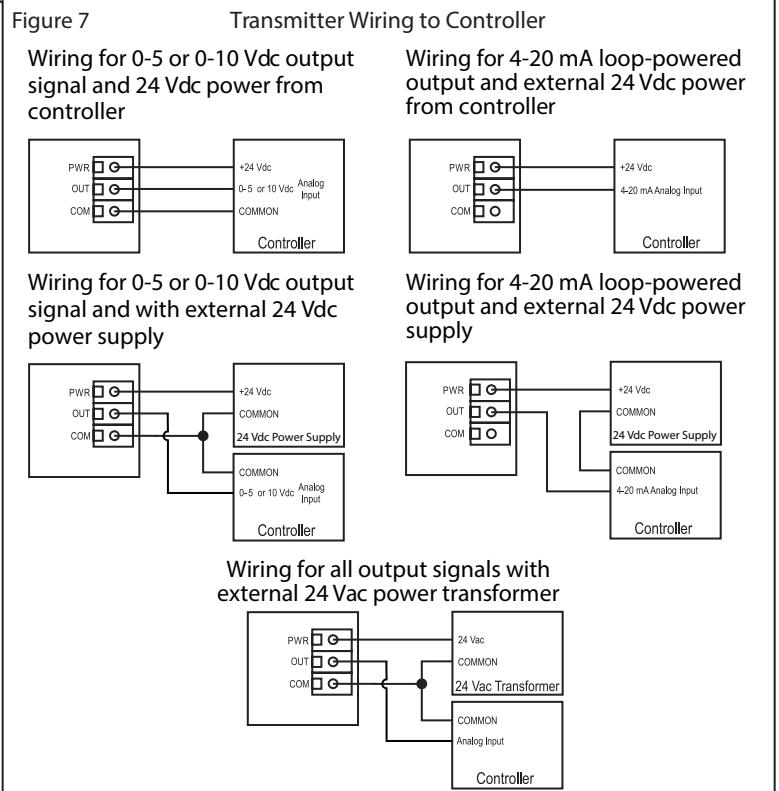 Figure 7
Transmitter Wiring to Controller
Wiring for 0-5 or 0-10 Vdc output
signal and 24 Vdc power from
controller
PWR
OUT
COM
+24 Vdc
0-5 or 10 Vdc Analog
Input
COMMON
Controller
Wiring for 4-20 mA loop-powered
output and external 24 Vdc power
from controller
PWR
OUT
COM
+24 Vdc
4-20 mA Analog Input
Controller
Wiring for 0-5 or 0-10 Vdc output
signal and with external 24 Vdc
power supply
PWR
OUT
COM
+24 Vdc
COMMON
24 Vdc Power Supply
COMMON
0-5 or 10 Vdc Analog
Input
Controller
Wiring for 4-20 mA loop-powered
output and external 24 Vdc power
supply
PWR
OUT
COM
+24 Vdc
COMMON
24 Vdc Power Supply
COMMON
4-20 mA Analog Input
Controller
Wiring for all output signals with
external 24 Vac power transformer
PWR
OUT
COM
24 Vac
COMMON
24 Vac Transformer
COMMON
Analog Input
Controller